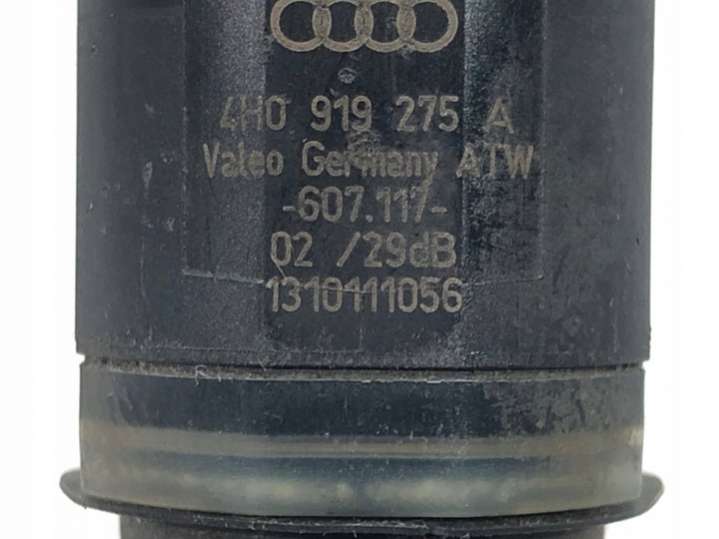 4H0 919 275 A
Valeo Germany ATW
-607.117-
02 /29dB
1310111056